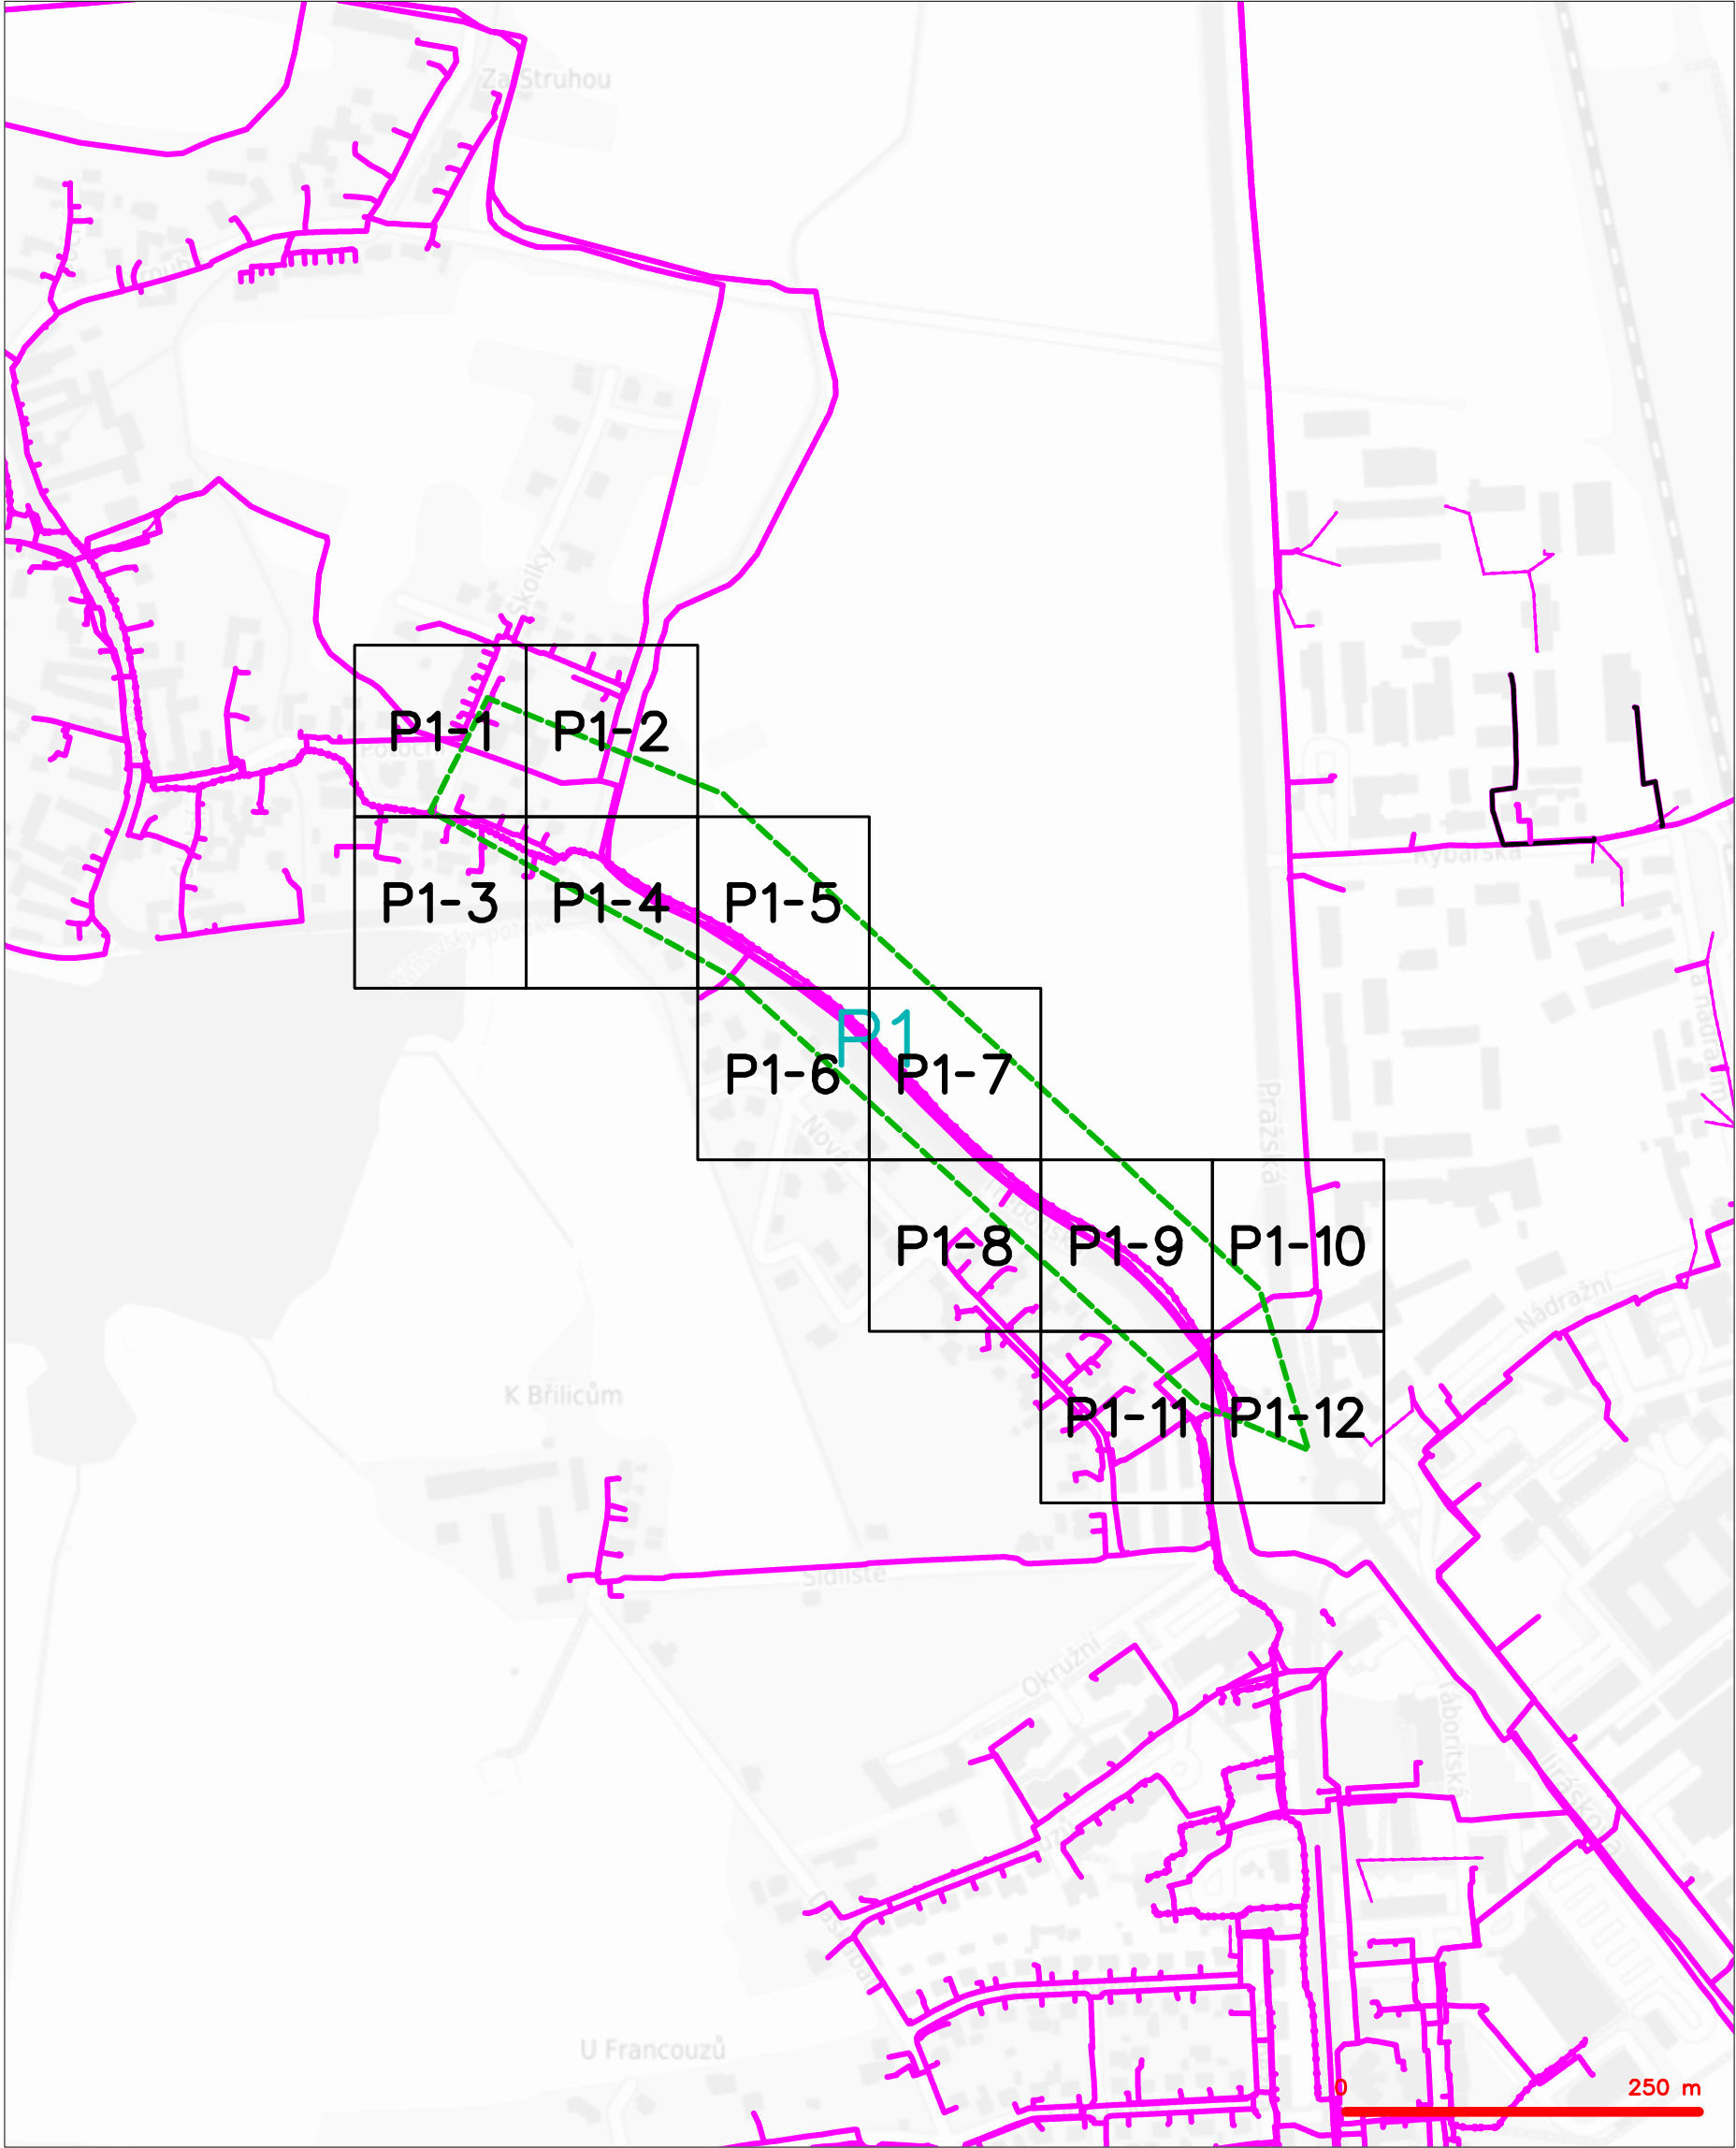 Za Struhou
Školky
P1-1
P1-2
P1-3
P1-4
P1-5
Rybářská
P1
P1-6
P1-7
Pražská
P1-8
P1-9
P1-10
Nádražní
K Břilicům
P1-11
P1-12
Sídliště
Okružní
Táboritská
Jiráskova
U Francouzů
0
250 m